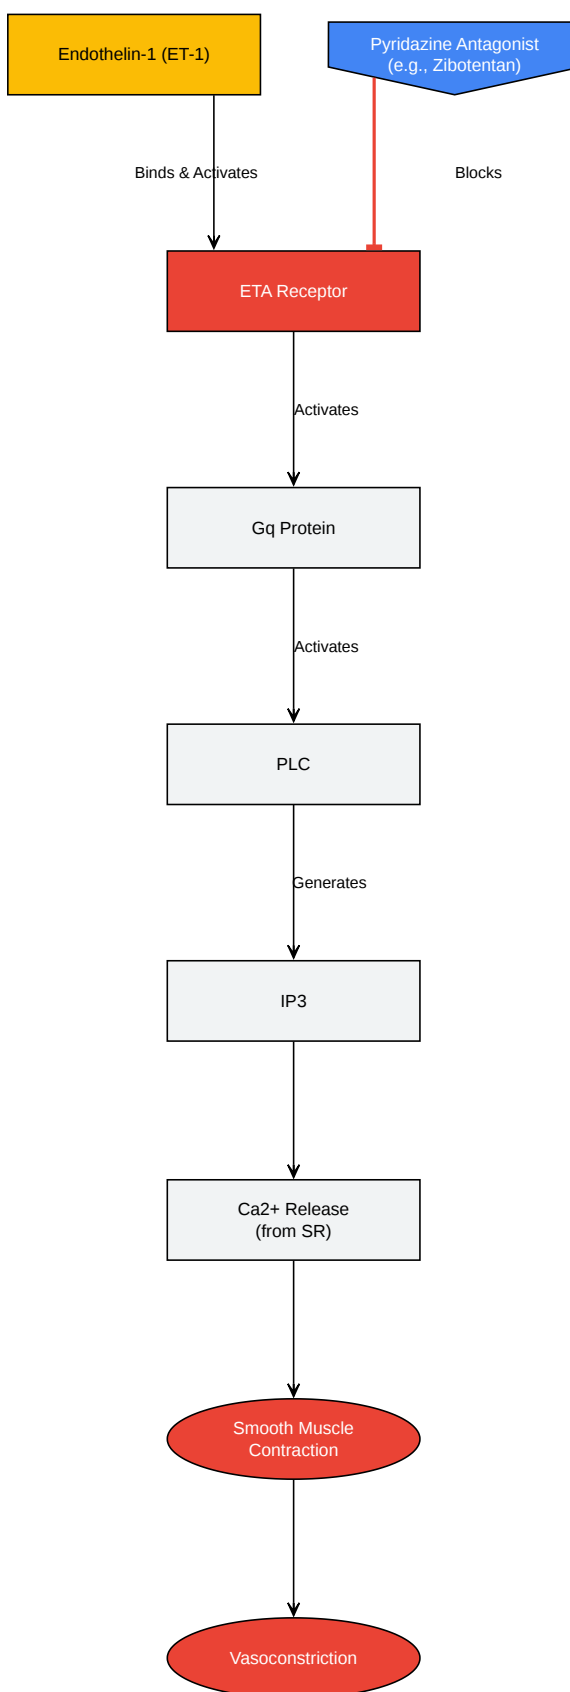 Endothelin-1 (ET-1)
Pyridazine Antagonist
(e.g., Zibotentan)
Binds & Activates
Blocks
ETA Receptor
Activates
Gq Protein
Activates
PLC
Generates
IP3
Ca2+ Release
(from SR)
Smooth Muscle
Contraction
Vasoconstriction